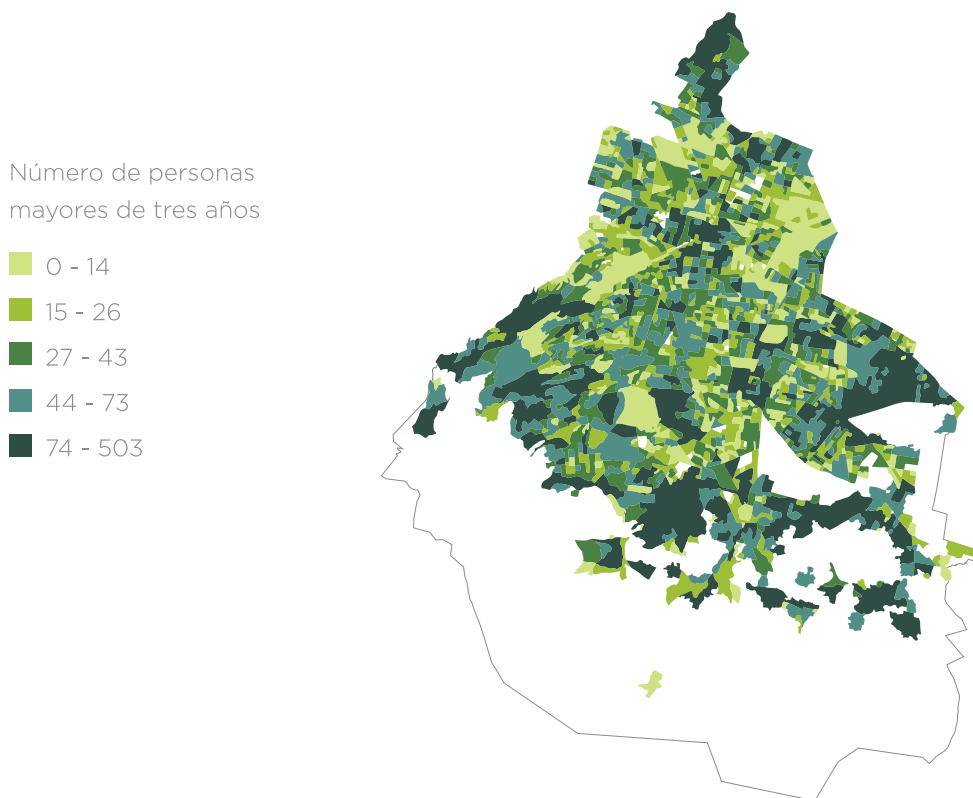 Número de personas
mayores de tres años
0 - 14
15 - 26
27 - 43
44 - 73
74 - 503